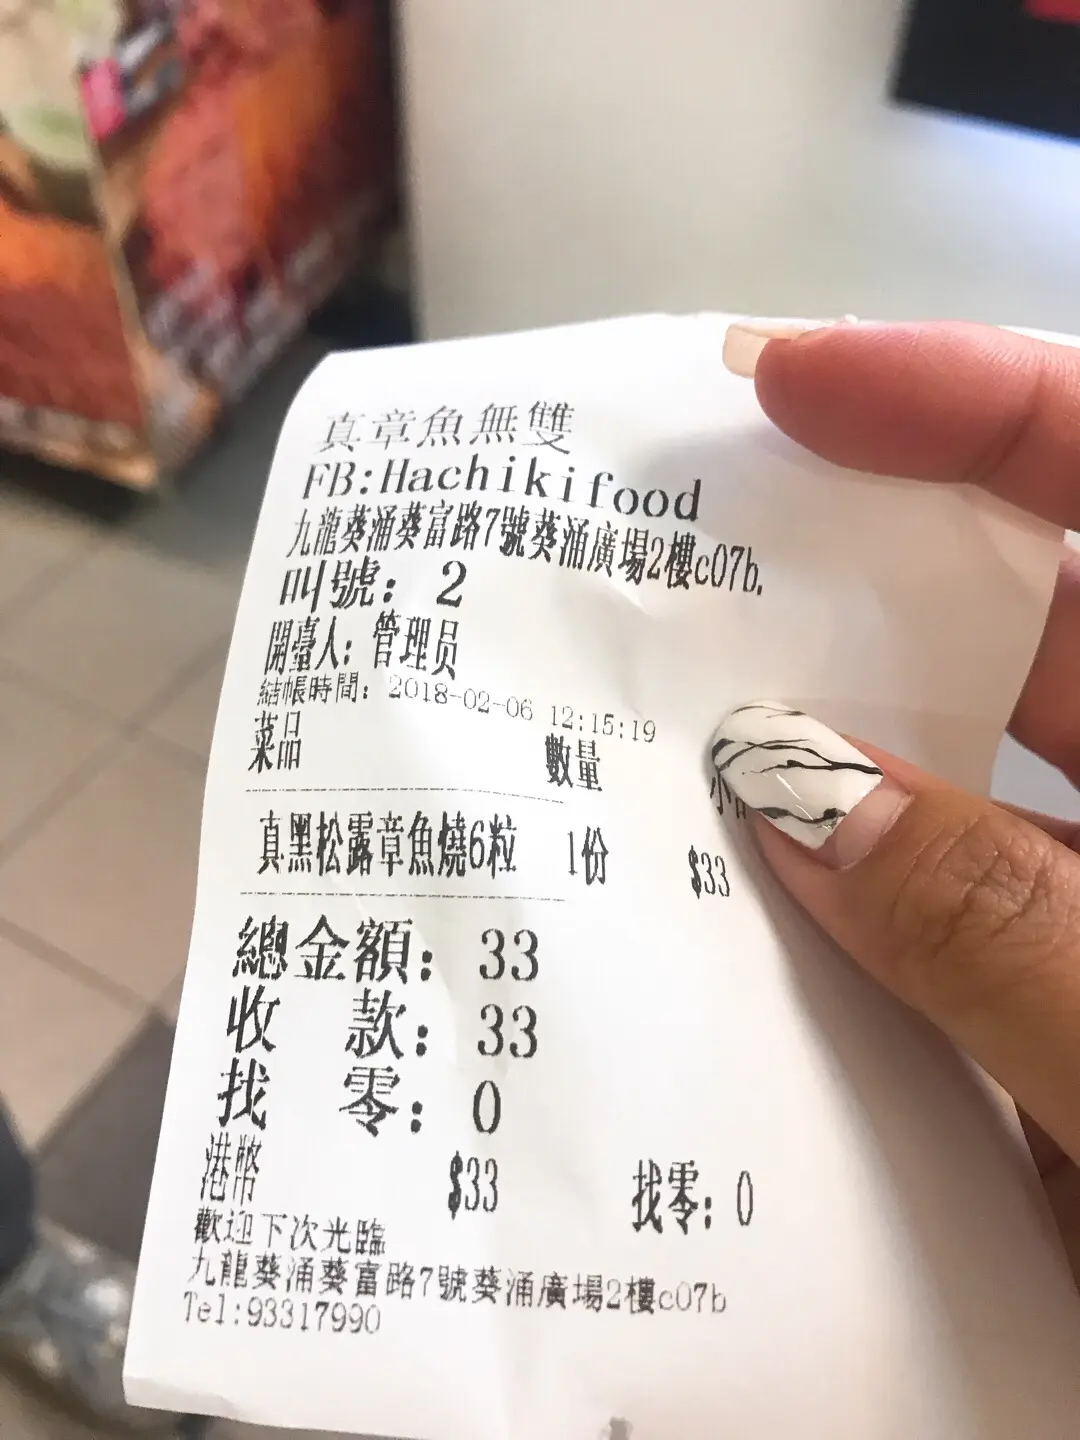 真章魚無雙
FB:Hachikifood
九龍葵涌葵富路7號葵涌廣場2樓c07b.
叫號: 2
開臺人: 管理员
結帳時間: 2018-02-06 12:15:19
菜品 數量 小
真黑松露章魚燒6粒 1份 $33
總金額: 33
收 款: 33
找 零: 0
港幣 $33 找零: 0
歡迎下次光臨
九龍葵涌葵富路7號葵涌廣場2樓c07b
Tel:93317990